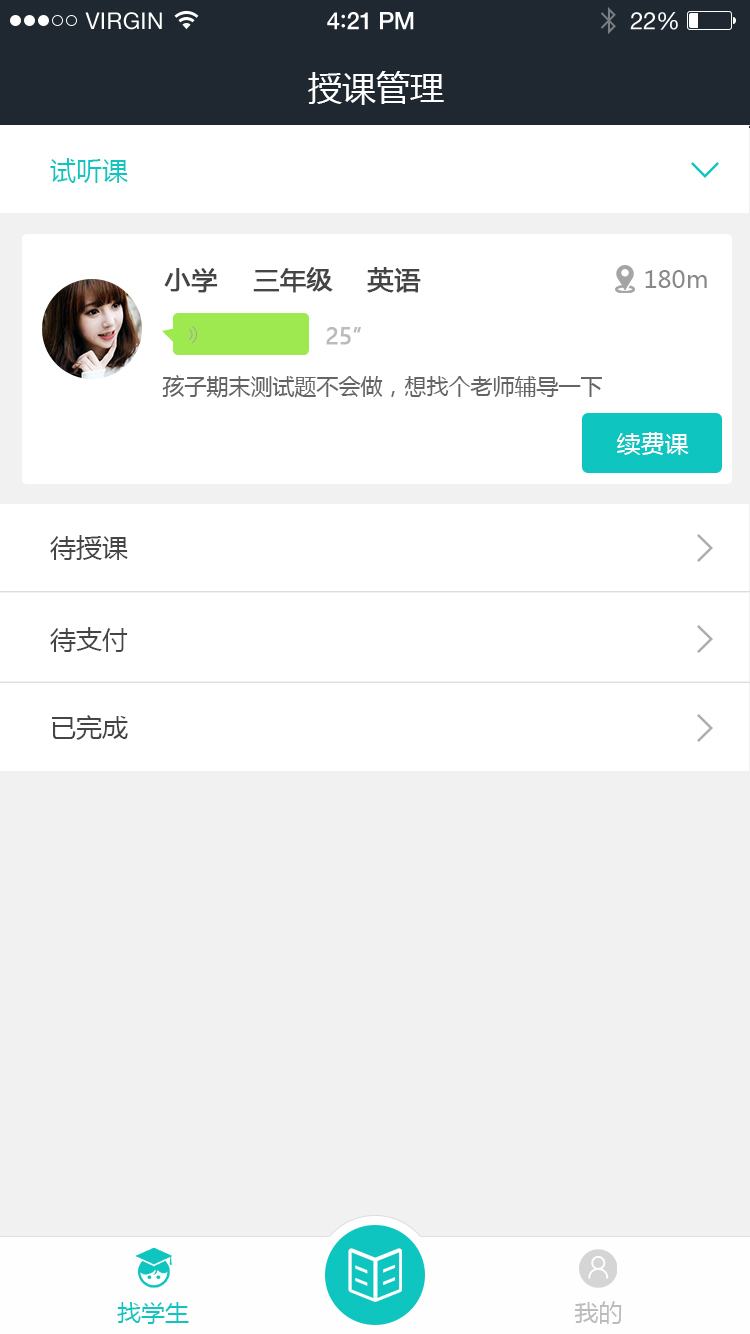 VIRGIN 4:21 PM 22%
授课管理
试听课
小学 三年级 英语 180m
25″
孩子期末测试题不会做，想找个老师辅导一下
续费课
待授课
待支付
已完成
找学生 我的